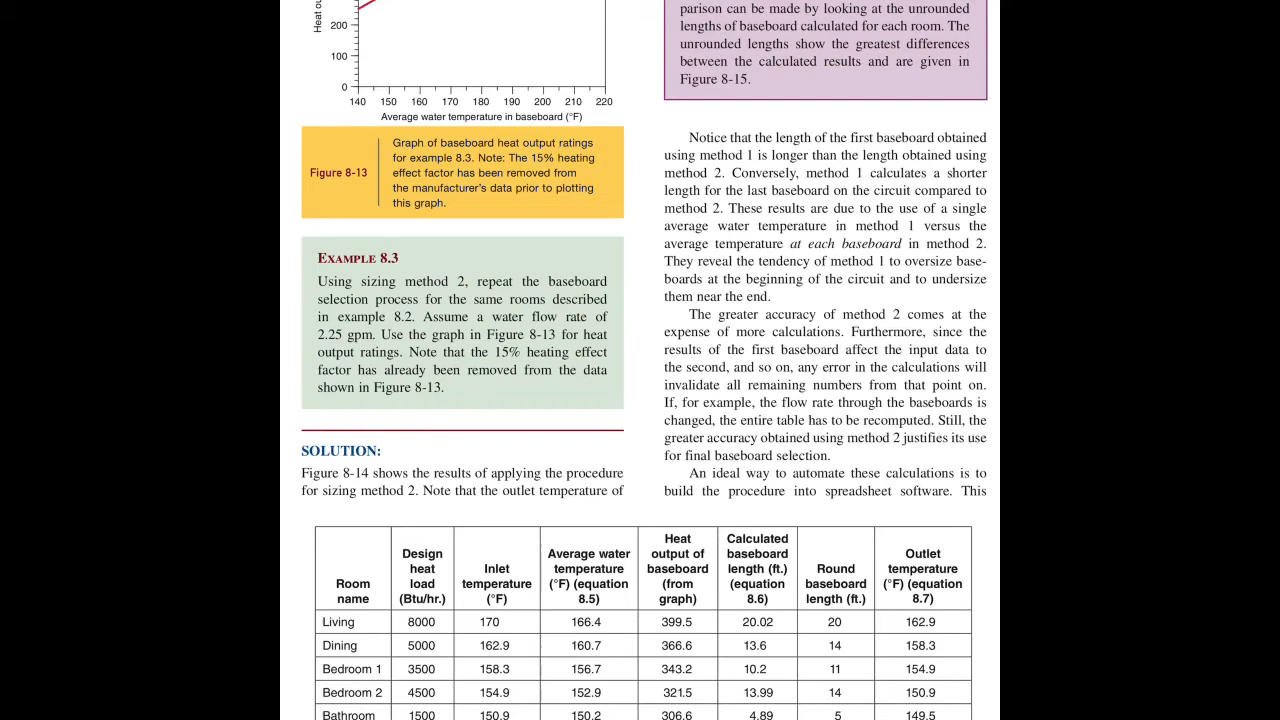 Heat ou
200
100
0
140 150 160 170 180 190 200 210 220
Average water temperature in baseboard (°F)
Figure 8-13
Graph of baseboard heat output ratings
for example 8.3. Note: The 15% heating
effect factor has been removed from
the manufacturer's data prior to plotting
this graph.
EXAMPLE 8.3
Using sizing method 2, repeat the baseboard
selection process for the same rooms described
in example 8.2. Assume a water flow rate of
2.25 gpm. Use the graph in Figure 8-13 for heat
output ratings. Note that the 15% heating effect
factor has already been removed from the data
shown in Figure 8-13.
SOLUTION:
Figure 8-14 shows the results of applying the procedure
for sizing method 2. Note that the outlet temperature of
parison can be made by looking at the unrounded
lengths of baseboard calculated for each room. The
unrounded lengths show the greatest differences
between the calculated results and are given in
Figure 8-15.
Notice that the length of the first baseboard obtained
using method 1 is longer than the length obtained using
method 2. Conversely, method 1 calculates a shorter
length for the last baseboard on the circuit compared to
method 2. These results are due to the use of a single
average water temperature in method 1 versus the
average temperature at each baseboard in method 2.
They reveal the tendency of method 1 to oversize base-
boards at the beginning of the circuit and to undersize
them near the end.
The greater accuracy of method 2 comes at the
expense of more calculations. Furthermore, since the
results of the first baseboard affect the input data to
the second, and so on, any error in the calculations will
invalidate all remaining numbers from that point on.
If, for example, the flow rate through the baseboards is
changed, the entire table has to be recomputed. Still, the
greater accuracy obtained using method 2 justifies its use
for final baseboard selection.
An ideal way to automate these calculations is to
build the procedure into spreadsheet software. This
Room
name
Design
heat
load
(Btu/hr.)
Inlet
temperature
(°F)
Average water
temperature
(°F) (equation
8.5)
Heat
output of
baseboard
(from
graph)
Calculated
baseboard
length (ft.)
(equation
8.6)
Round
baseboard
length (ft.)
Outlet
temperature
(°F) (equation
8.7)
Living 8000 170 166.4 399.5 20.02 20 162.9
Dining 5000 162.9 160.7 366.6 13.6 14 158.3
Bedroom 1 3500 158.3 156.7 343.2 10.2 11 154.9
Bedroom 2 4500 154.9 152.9 321.5 13.99 14 150.9
Bathroom 1500 150.9 150.2 306.6 4.89 5 149.5